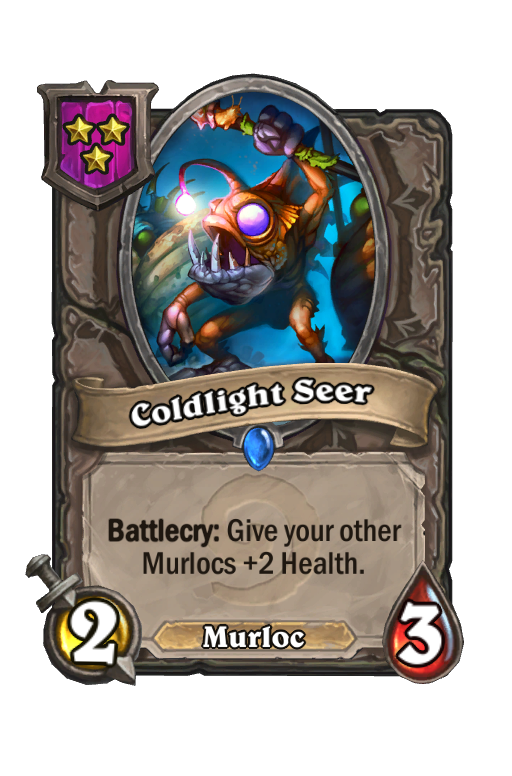 Coldlight Seer
Battlecry: Give your other
Murlocs +2 Health.
2
Murloc
3